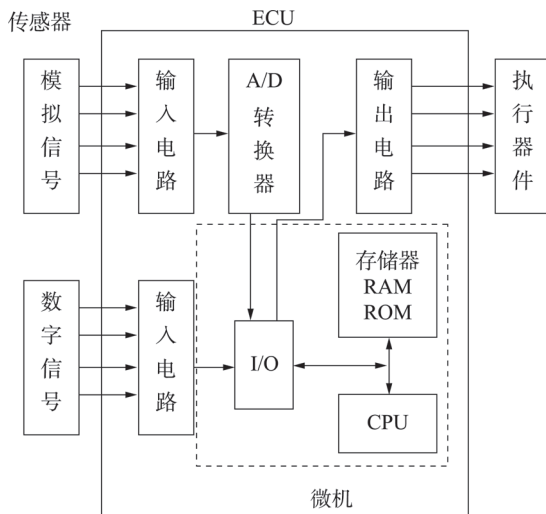 传感器
ECU
模拟信号
输入电路
A/D
转换器
输出电路
执行器件
存储器
RAM
ROM
数字信号
输入电路
I/O
CPU
微机